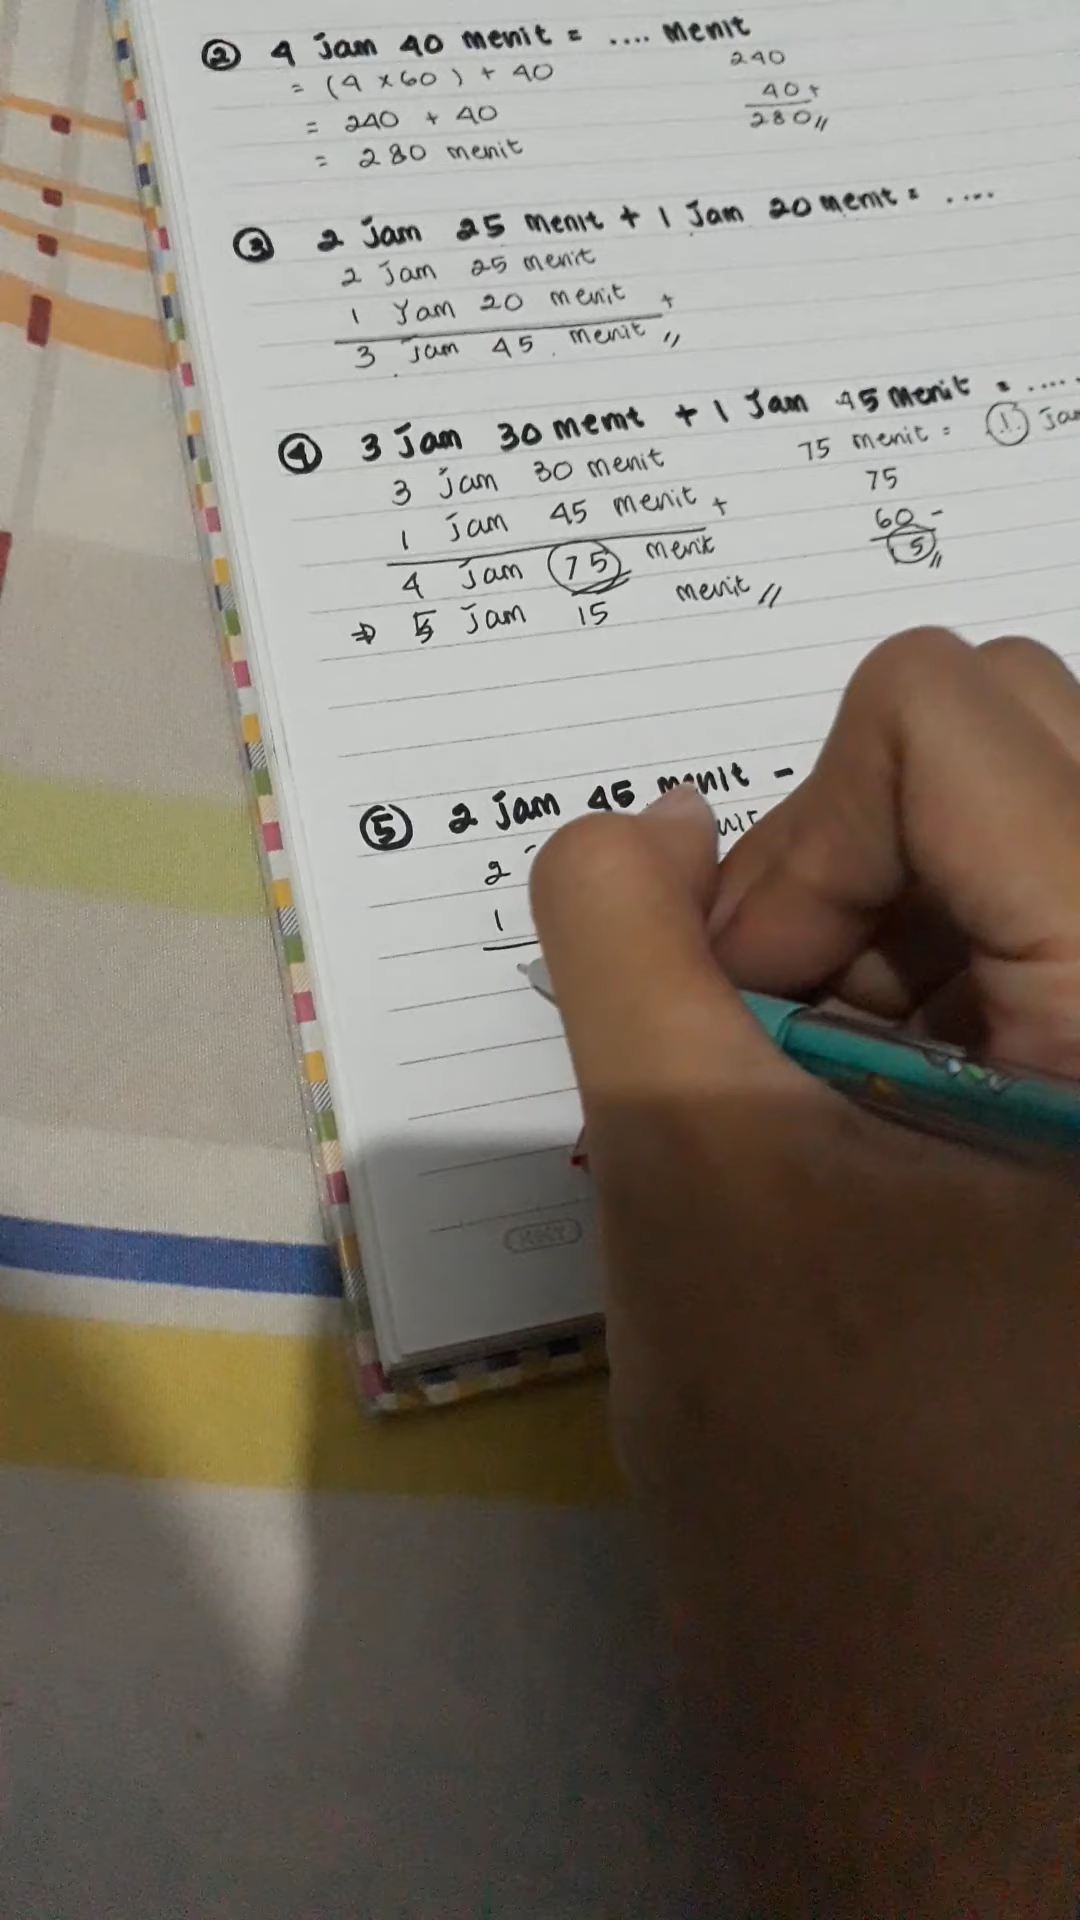 ② 4 jam 40 menit = .... menit
= (4 x 60) + 40
240
= 240 + 40
40 +
= 280 menit
280 //
③ 2 jam 25 menit + 1 jam 20 menit = ....
2 jam 25 menit
1 jam 20 menit +
3 jam 45 menit //
④ 3 jam 30 menit + 1 jam 45 menit = ....
3 jam 30 menit
75 menit = 1
1 jam 45 menit +
75
4 jam 75 menit
60 -
⇒ 5 jam 15 menit //
15 //
⑤ 2 jam 45 menit -
2
1